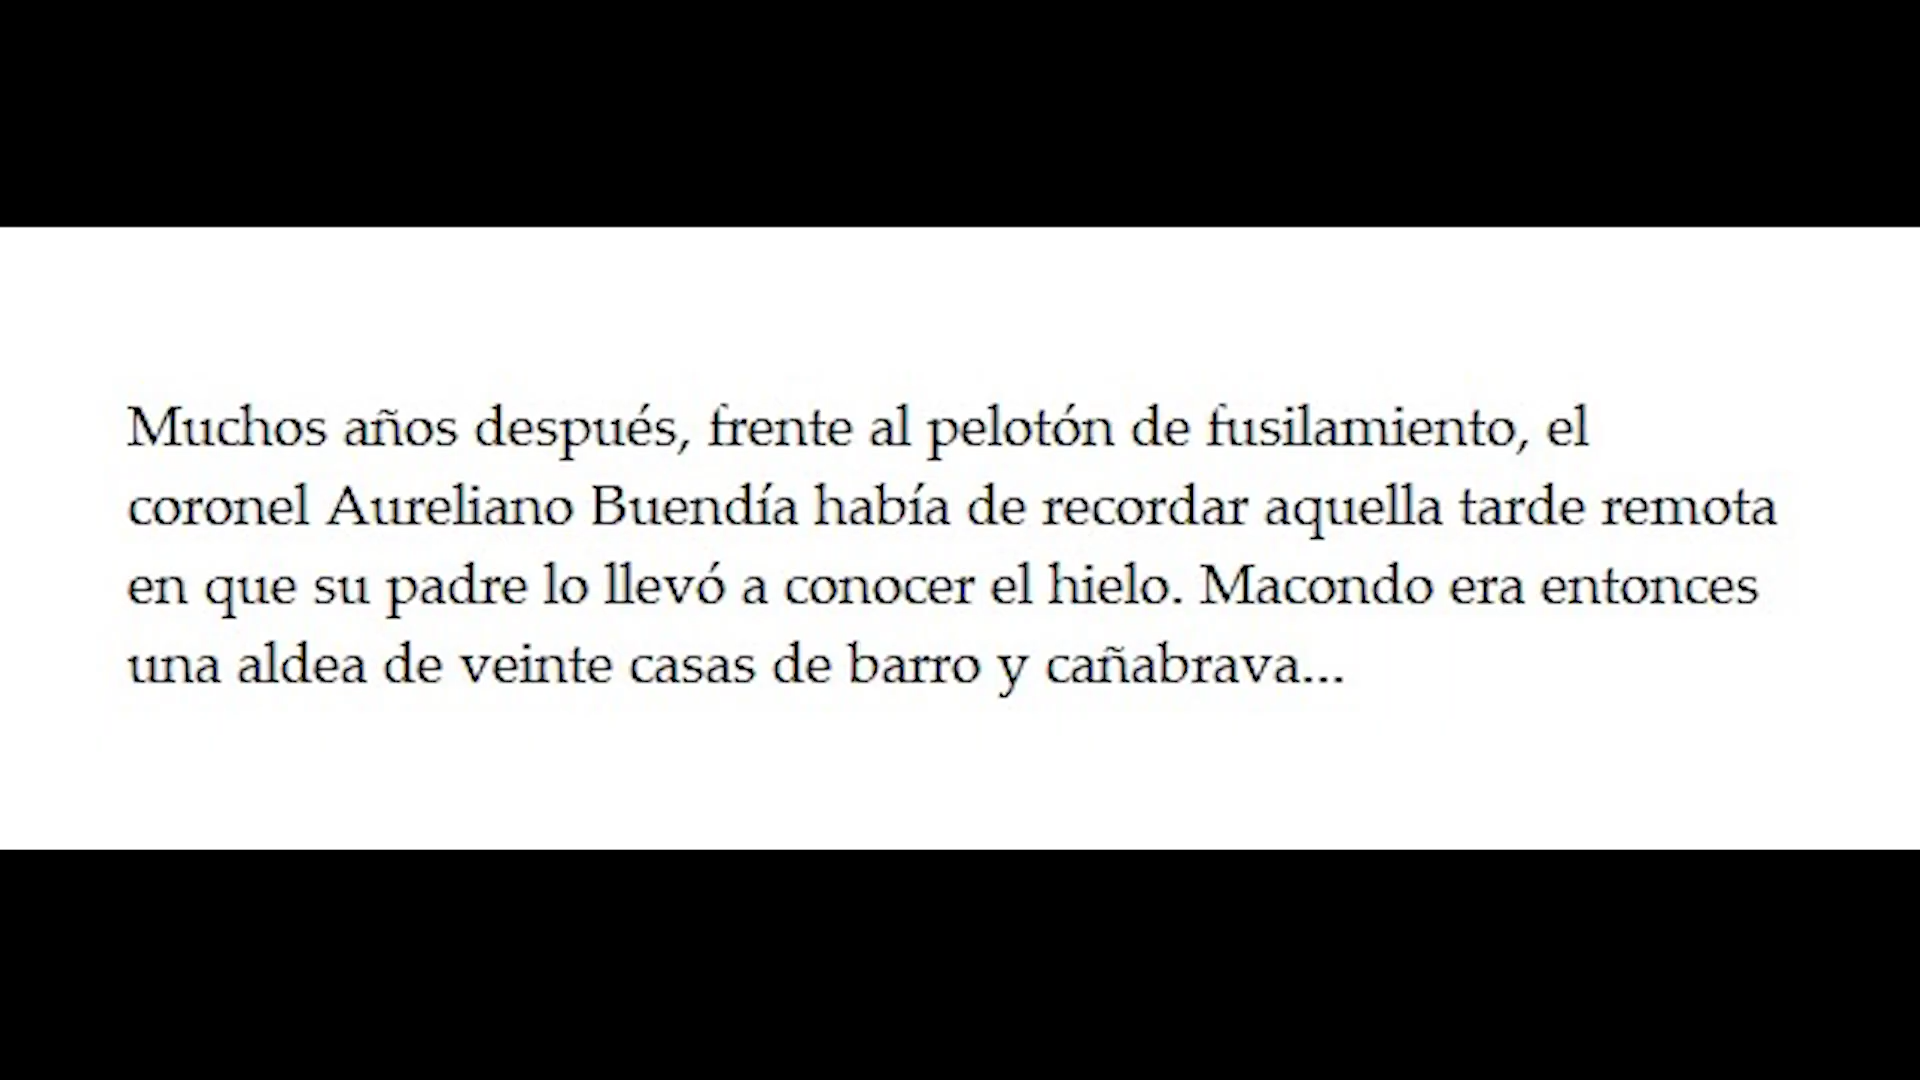 Muchos años después, frente al pelotón de fusilamiento, el
coronel Aureliano Buendía había de recordar aquella tarde remota
en que su padre lo llevó a conocer el hielo. Macondo era entonces
una aldea de veinte casas de barro y cañabrava...